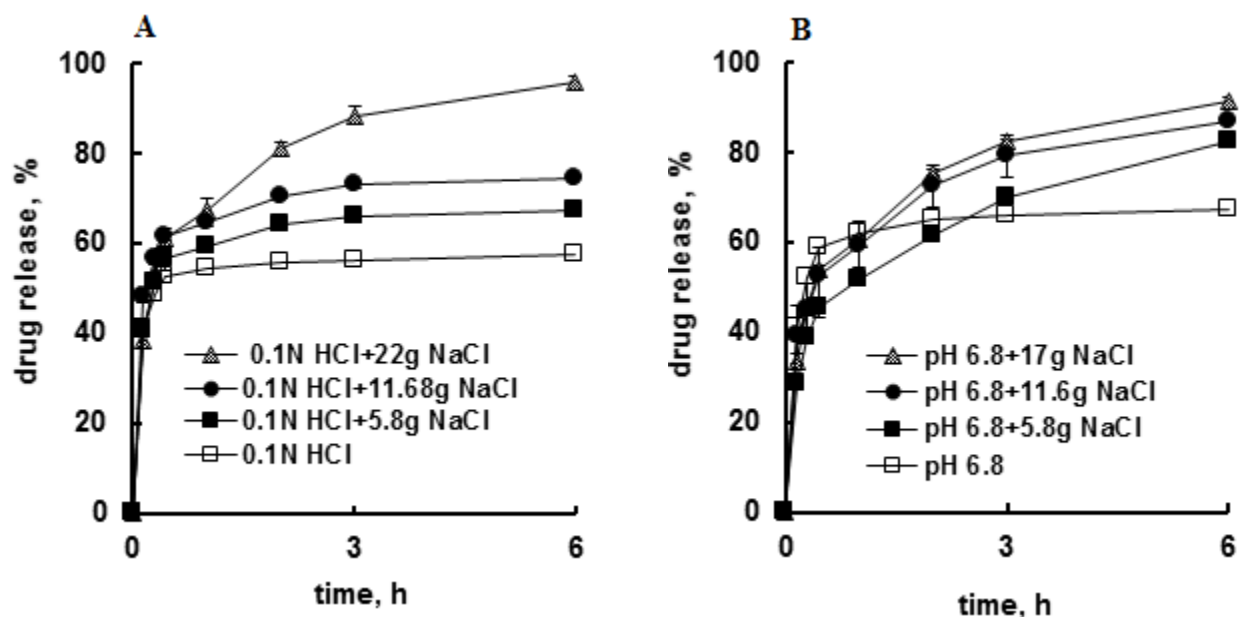 A
100
80
60
40
20
0
drug release, %
0.1N HCl+22g NaCl
0.1N HCl+11.68g NaCl
0.1N HCl+5.8g NaCl
0.1N HCl
0 3 6
time, h
B
100
80
60
40
20
0
drug release, %
pH 6.8+17g NaCl
pH 6.8+11.6g NaCl
pH 6.8+5.8g NaCl
pH 6.8
0 3 6
time, h